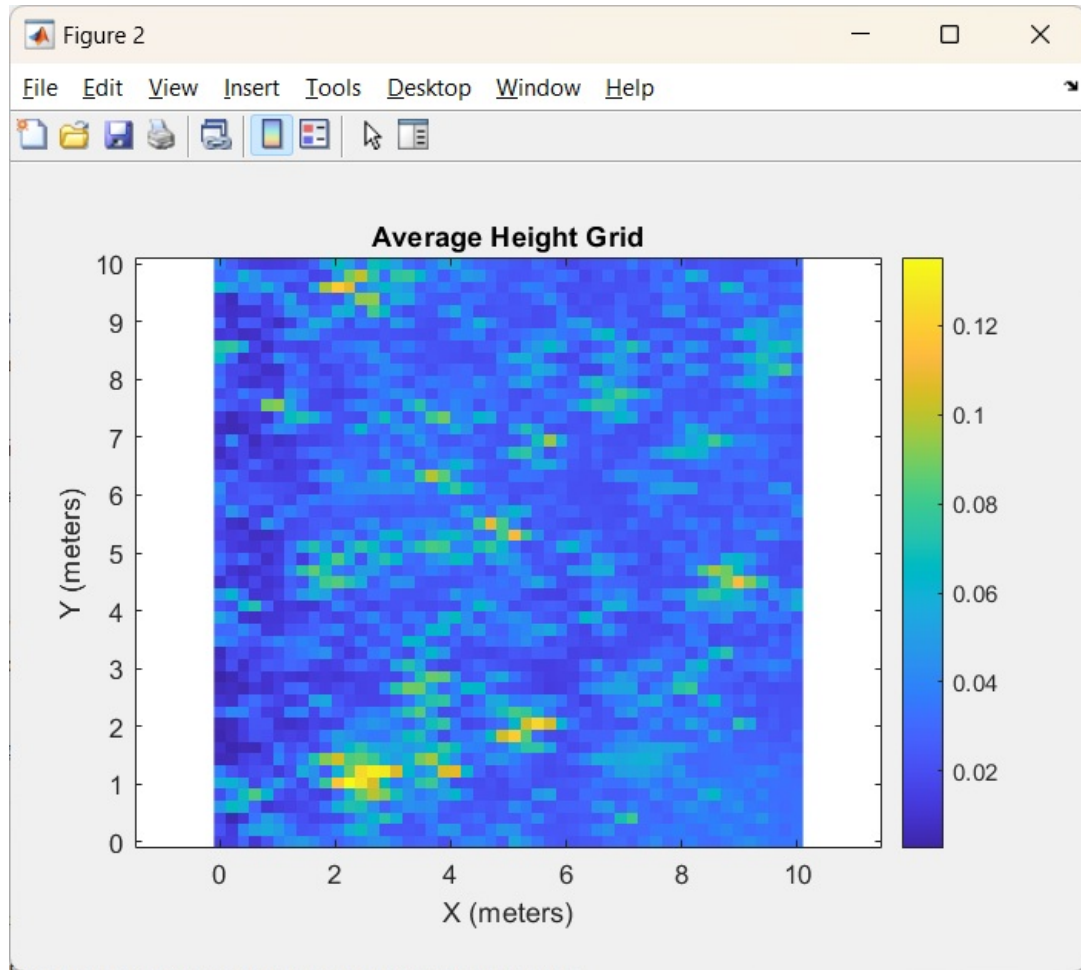 Figure 2
File Edit View Insert Tools Desktop Window Help
Average Height Grid
10
9
8
7
6
5
4
3
2
1
0
Y (meters)
0 2 4 6 8 10
X (meters)
0.12
0.1
0.08
0.06
0.04
0.02